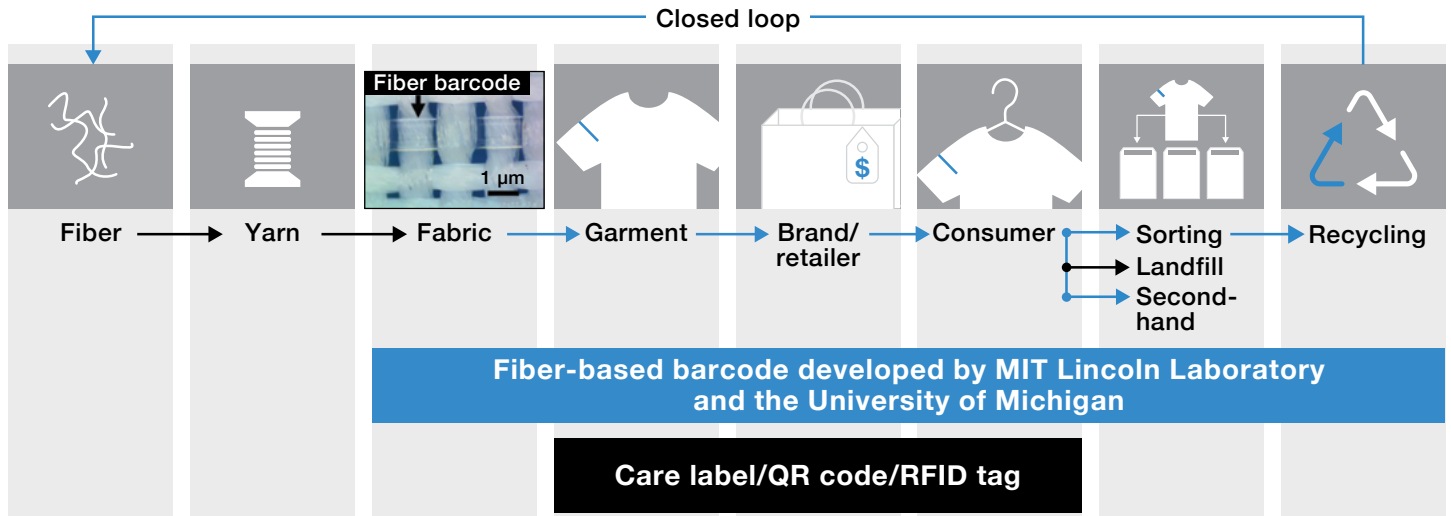 Closed loop
Fiber barcode
1 μm
$
Fiber
Yarn
Fabric
Garment
Brand/
retailer
Consumer
Sorting
Landfill
Second-
hand
Recycling
Fiber-based barcode developed by MIT Lincoln Laboratory
and the University of Michigan
Care label/QR code/RFID tag